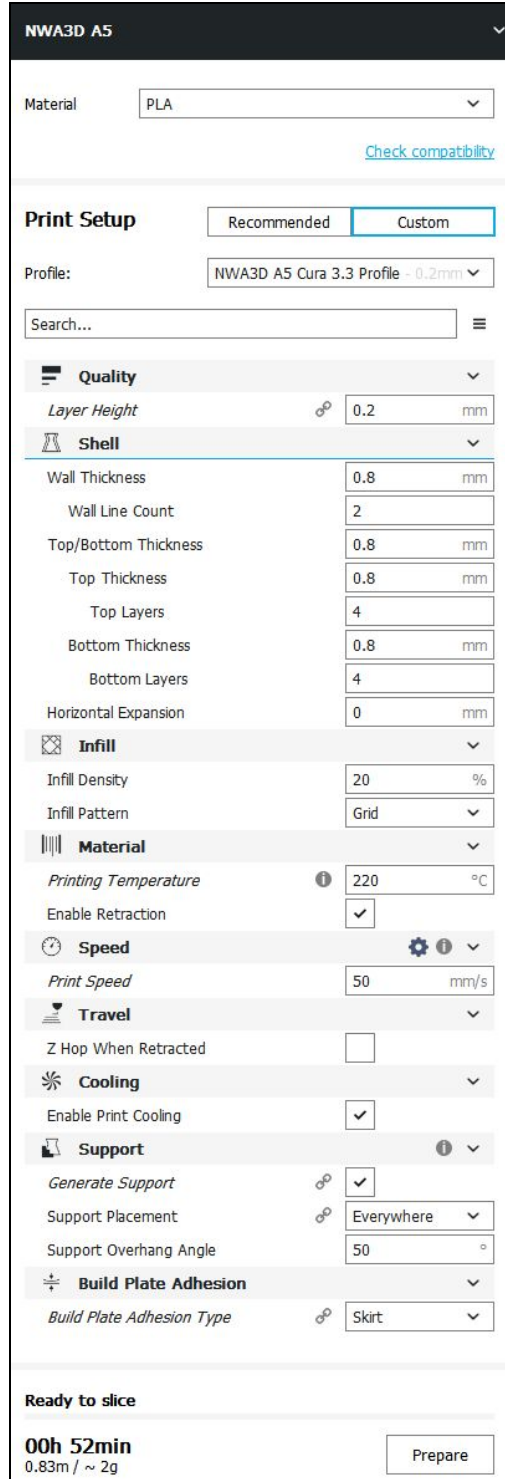 NWA3D A5
Material PLA
Check compatibility
Print Setup Recommended Custom
Profile: NWA3D A5 Cura 3.3 Profile - 0.2mm
Search...
Quality
Layer Height 0.2 mm
Shell
Wall Thickness 0.8 mm
Wall Line Count 2
Top/Bottom Thickness 0.8 mm
Top Thickness 0.8 mm
Top Layers 4
Bottom Thickness 0.8 mm
Bottom Layers 4
Horizontal Expansion 0 mm
Infill
Infill Density 20 %
Infill Pattern Grid
Material
Printing Temperature 220 °C
Enable Retraction
Speed
Print Speed 50 mm/s
Travel
Z Hop When Retracted
Cooling
Enable Print Cooling
Support
Generate Support
Support Placement Everywhere
Support Overhang Angle 50 °
Build Plate Adhesion
Build Plate Adhesion Type Skirt
Ready to slice
00h 52min
0.83m / ~ 2g Prepare